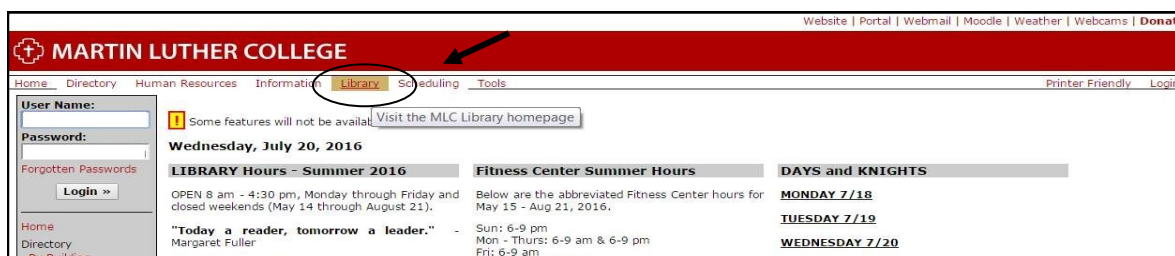 Website | Portal | Webmail | Moodle | Weather | Webcams | Donat
MARTIN LUTHER COLLEGE
Home Directory Human Resources Information Library Scheduling Tools Printer Friendly Login
User Name:
Password:
Forgotten Passwords
Login »
Home
Directory
! Some features will not be availab
Visit the MLC Library homepage
Wednesday, July 20, 2016
LIBRARY Hours - Summer 2016
OPEN 8 am - 4:30 pm, Monday through Friday and
closed weekends (May 14 through August 21).
"Today a reader, tomorrow a leader." -
Margaret Fuller
Fitness Center Summer Hours
Below are the abbreviated Fitness Center hours for
May 15 - Aug 21, 2016.
Sun: 6-9 pm
Mon - Thurs: 6-9 am & 6-9 pm
Fri: 6-9 am
DAYS and KNIGHTS
MONDAY 7/18
TUESDAY 7/19
WEDNESDAY 7/20